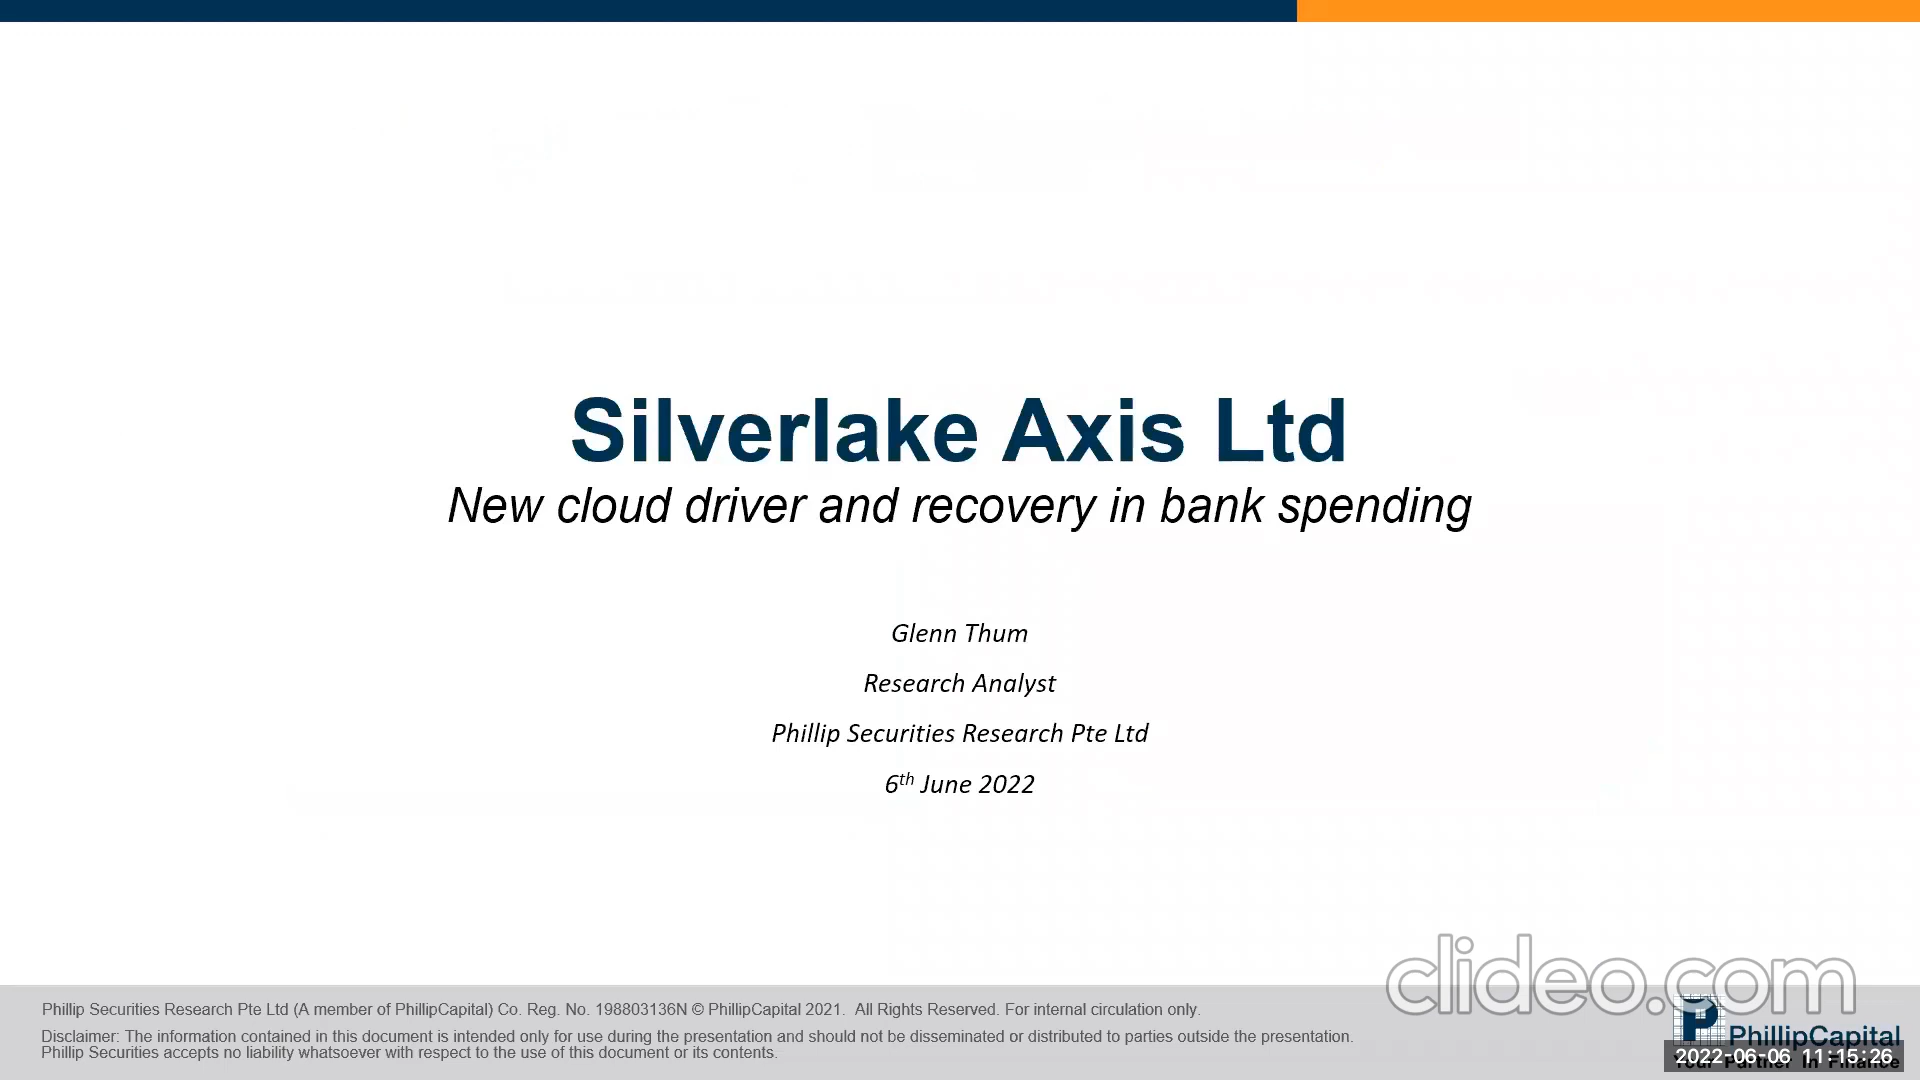 Silverlake Axis Ltd
New cloud driver and recovery in bank spending
Glenn Thum
Research Analyst
Phillip Securities Research Pte Ltd
6th June 2022
clideo.com
Phillip Securities Research Pte Ltd (A member of PhillipCapital) Co. Reg. No. 198803136N © PhillipCapital 2021.  All Rights Reserved. For internal circulation only.
Disclaimer: The information contained in this document is intended only for use during the presentation and should not be disseminated or distributed to parties outside the presentation.
Phillip Securities accepts no liability whatsoever with respect to the use of this document or its contents.
P PhillipCapital
Your Partner In Finance
2022-06-06 11:15:26